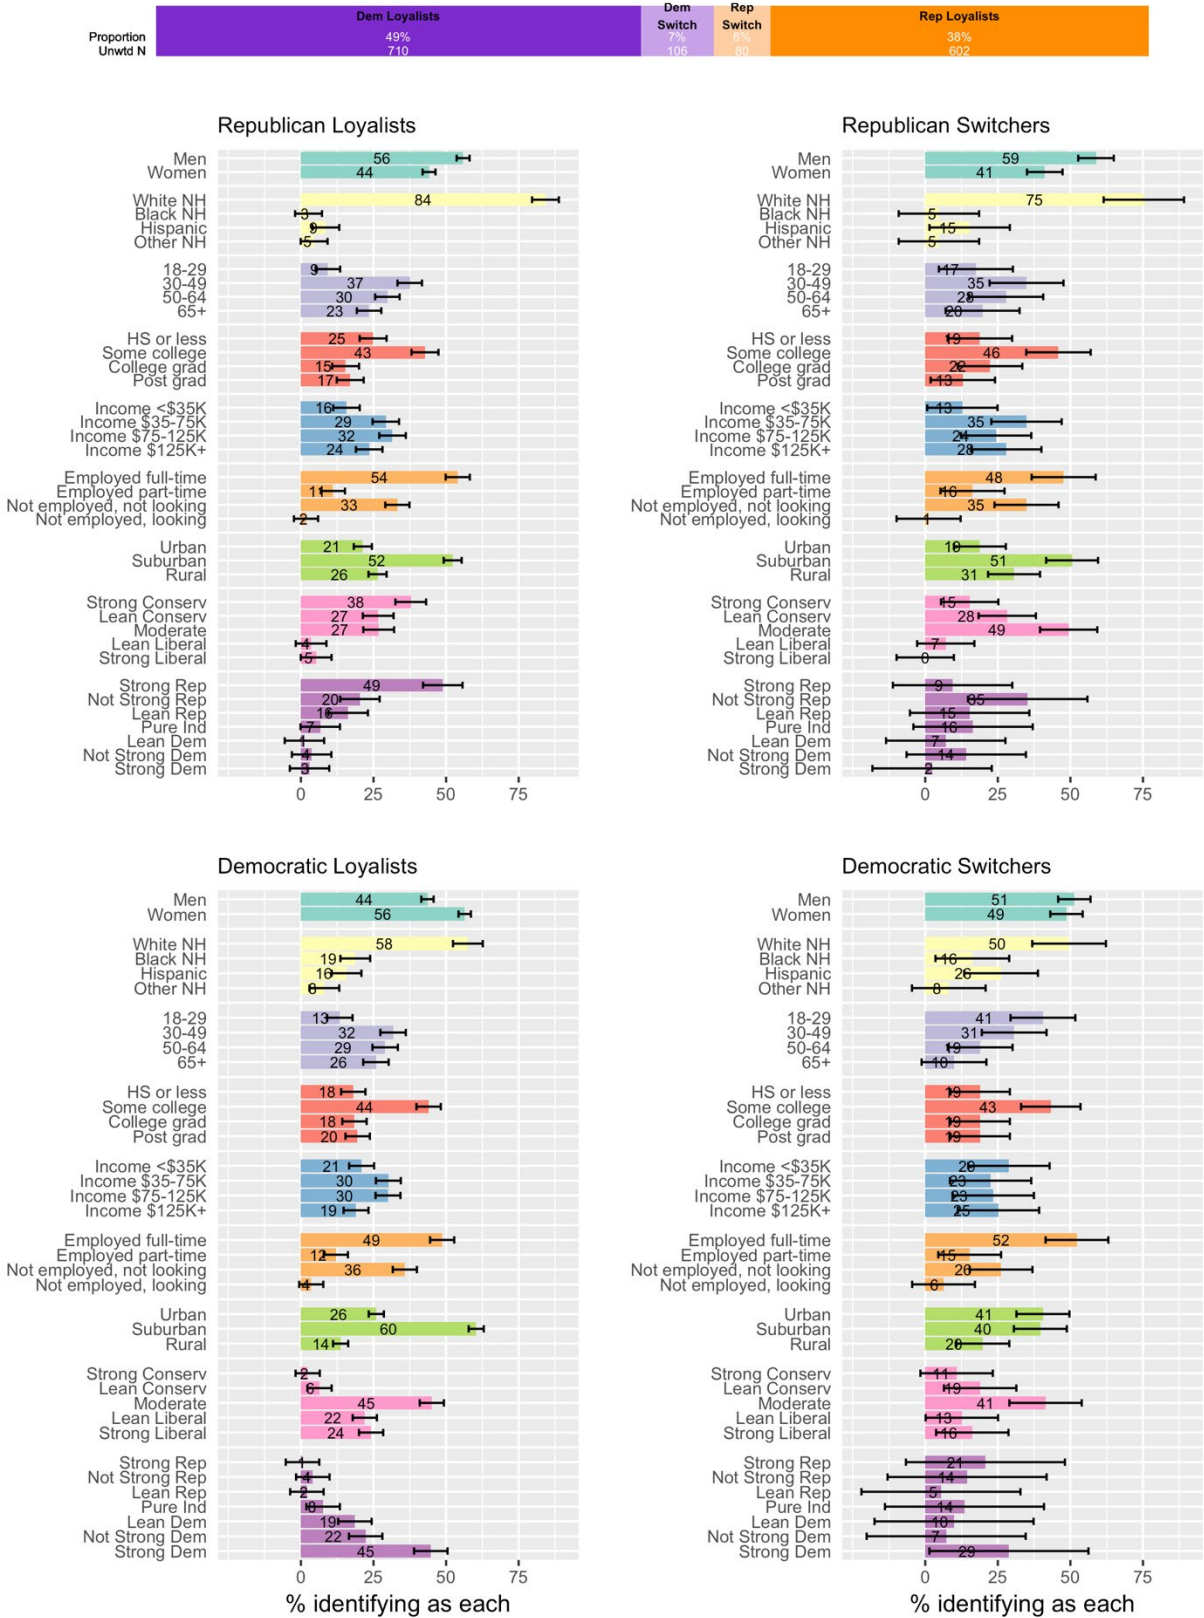 Dem Loyalists Dem Switch Rep Switch Rep Loyalists
Proportion 49% 7% 6% 38%
Unwtd N 710 106 80 602
Republican Loyalists
Men 56
Women 44
White NH 84
Black NH 3
Hispanic 9
Other NH 5
18-29 9
30-49 37
50-64 30
65+ 23
HS or less 25
Some college 43
College grad 15
Post grad 17
Income <$35K 16
Income $35-75K 29
Income $75-125K 32
Income $125K+ 24
Employed full-time 54
Employed part-time 11
Not employed, not looking 33
Not employed, looking 2
Urban 21
Suburban 52
Rural 26
Strong Conserv 38
Lean Conserv 27
Moderate 27
Lean Liberal 4
Strong Liberal 5
Strong Rep 49
Not Strong Rep 20
Lean Rep 16
Pure Ind 7
Lean Dem 1
Not Strong Dem 4
Strong Dem 3
0 25 50 75
Republican Switchers
Men 59
Women 41
White NH 75
Black NH 5
Hispanic 15
Other NH 5
18-29 17
30-49 35
50-64 28
65+ 20
HS or less 19
Some college 46
College grad 22
Post grad 13
Income <$35K 13
Income $35-75K 35
Income $75-125K 24
Income $125K+ 28
Employed full-time 48
Employed part-time 16
Not employed, not looking 35
Not employed, looking 1
Urban 19
Suburban 51
Rural 31
Strong Conserv 15
Lean Conserv 28
Moderate 49
Lean Liberal 7
Strong Liberal 0
Strong Rep 9
Not Strong Rep 35
Lean Rep 15
Pure Ind 16
Lean Dem 7
Not Strong Dem 14
Strong Dem 2
0 25 50 75
Democratic Loyalists
Men 44
Women 56
White NH 58
Black NH 19
Hispanic 16
Other NH 8
18-29 13
30-49 32
50-64 29
65+ 26
HS or less 18
Some college 44
College grad 18
Post grad 20
Income <$35K 21
Income $35-75K 30
Income $75-125K 30
Income $125K+ 19
Employed full-time 49
Employed part-time 12
Not employed, not looking 36
Not employed, looking 4
Urban 26
Suburban 60
Rural 14
Strong Conserv 2
Lean Conserv 6
Moderate 45
Lean Liberal 22
Strong Liberal 24
Strong Rep 1
Not Strong Rep 4
Lean Rep 2
Pure Ind 8
Lean Dem 19
Not Strong Dem 22
Strong Dem 45
0 25 50 75
% identifying as each
Democratic Switchers
Men 51
Women 49
White NH 50
Black NH 16
Hispanic 26
Other NH 8
18-29 41
30-49 31
50-64 19
65+ 10
HS or less 19
Some college 43
College grad 19
Post grad 19
Income <$35K
Income $35-75K 23
Income $75-125K 23
Income $125K+ 25
Employed full-time 52
Employed part-time 15
Not employed, not looking 26
Not employed, looking 6
Urban 41
Suburban 40
Rural 20
Strong Conserv 11
Lean Conserv 19
Moderate 41
Lean Liberal 13
Strong Liberal 16
Strong Rep 21
Not Strong Rep 14
Lean Rep 5
Pure Ind 14
Lean Dem 10
Not Strong Dem 7
Strong Dem 29
0 25 50 75
% identifying as each